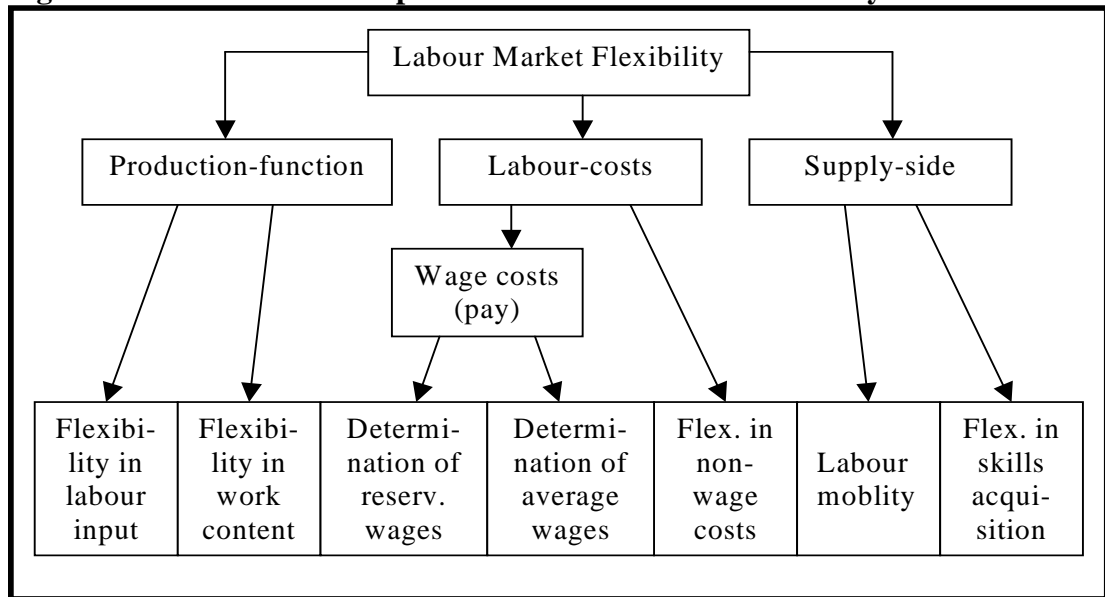 Labour Market Flexibility
Production-function
Labour-costs
Supply-side
Wage costs
(pay)
Flexibi-
lity in
labour
input
Flexibi-
lity in
work
content
Determi-
nation of
reserv.
wages
Determi-
nation of
average
wages
Flex. in
non-
wage
costs
Labour
moblity
Flex. in
skills
acqui-
sition